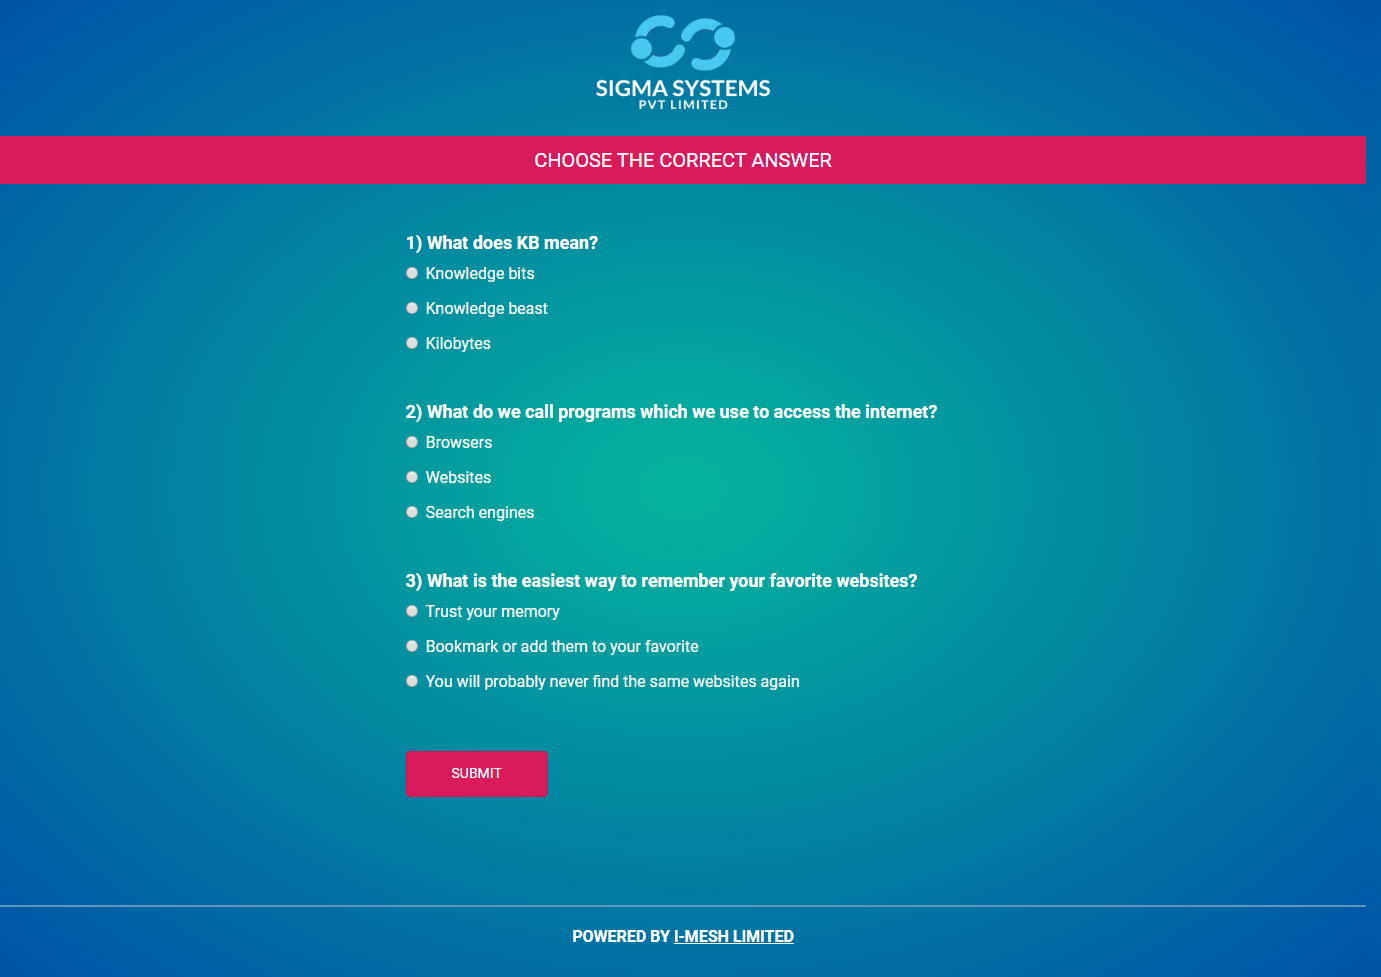 SIGMA SYSTEMS
PVT LIMITED
CHOOSE THE CORRECT ANSWER
1) What does KB mean?
Knowledge bits
Knowledge beast
Kilobytes
2) What do we call programs which we use to access the internet?
Browsers
Websites
Search engines
3) What is the easiest way to remember your favorite websites?
Trust your memory
Bookmark or add them to your favorite
You will probably never find the same websites again
SUBMIT
POWERED BY I-MESH LIMITED